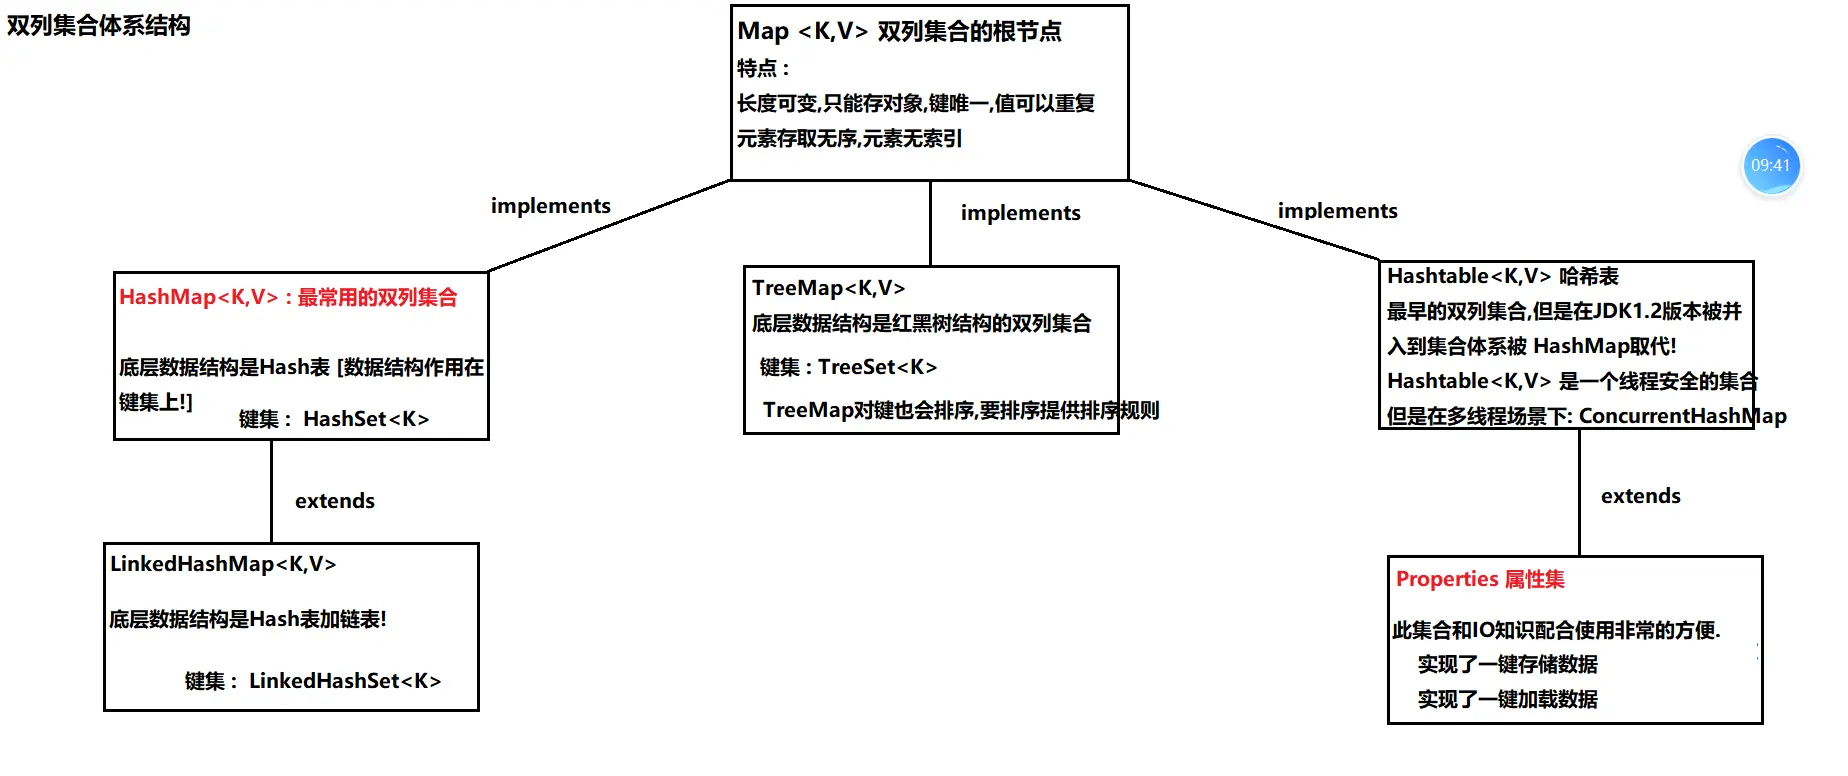 双列集合体系结构
Map <K,V> 双列集合的根节点
特点 :
长度可变,只能存对象,键唯一,值可以重复
元素存取无序,元素无索引
09:41
implements
implements
implements
HashMap<K,V> : 最常用的双列集合
底层数据结构是Hash表 [数据结构作用在
键集上!]
键集 : HashSet<K>
TreeMap<K,V>
底层数据结构是红黑树结构的双列集合
键集 : TreeSet<K>
TreeMap对键也会排序,要排序提供排序规则
Hashtable<K,V> 哈希表
最早的双列集合,但是在JDK1.2版本被并
入到集合体系被 HashMap取代!
Hashtable<K,V> 是一个线程安全的集合
但是在多线程场景下: ConcurrentHashMap
extends
extends
LinkedHashMap<K,V>
底层数据结构是Hash表加链表!
键集 : LinkedHashSet<K>
Properties 属性集
此集合和IO知识配合使用非常的方便.
实现了一键存储数据
实现了一键加载数据